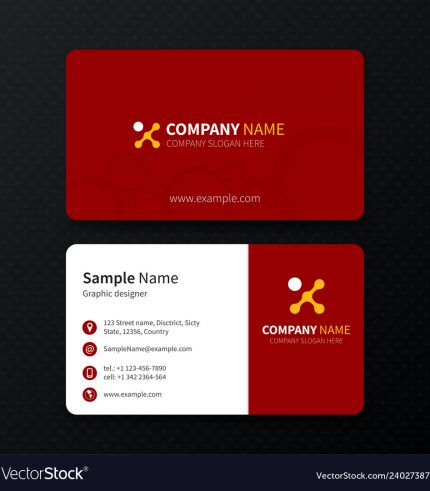 COMPANY NAME
COMPANY SLOGAN HERE
www.example.com
Sample Name
Graphic designer
123 Street name, Disctrict, Sicty
State, 12356, Country
SampleName@example.com
tel.: +1 123-456-7890
cell: +1 342 2364-564
www.example.com
COMPANY NAME
COMPANY SLOGAN HERE
VectorStock®
VectorStock.com/24027387